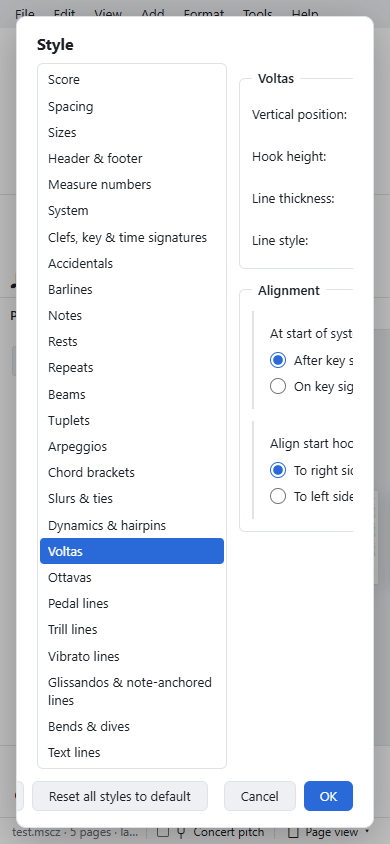 File Edit View Add Format Tools Help
Style
Score
Spacing
Sizes
Header & footer
Measure numbers
System
Clefs, key & time signatures
Accidentals
Barlines
Notes
Rests
Repeats
Beams
Tuplets
Arpeggios
Chord brackets
Slurs & ties
Dynamics & hairpins
Voltas
Ottavas
Pedal lines
Trill lines
Vibrato lines
Glissandos & note-anchored
lines
Bends & dives
Text lines
Voltas
Vertical position:
Hook height:
Line thickness:
Line style:
Alignment
At start of syst
After key s
On key sig
Align start hoo
To right sid
To left side
Reset all styles to default
Cancel
OK
test.mscz · 5 pages · la...
Concert pitch
Page view